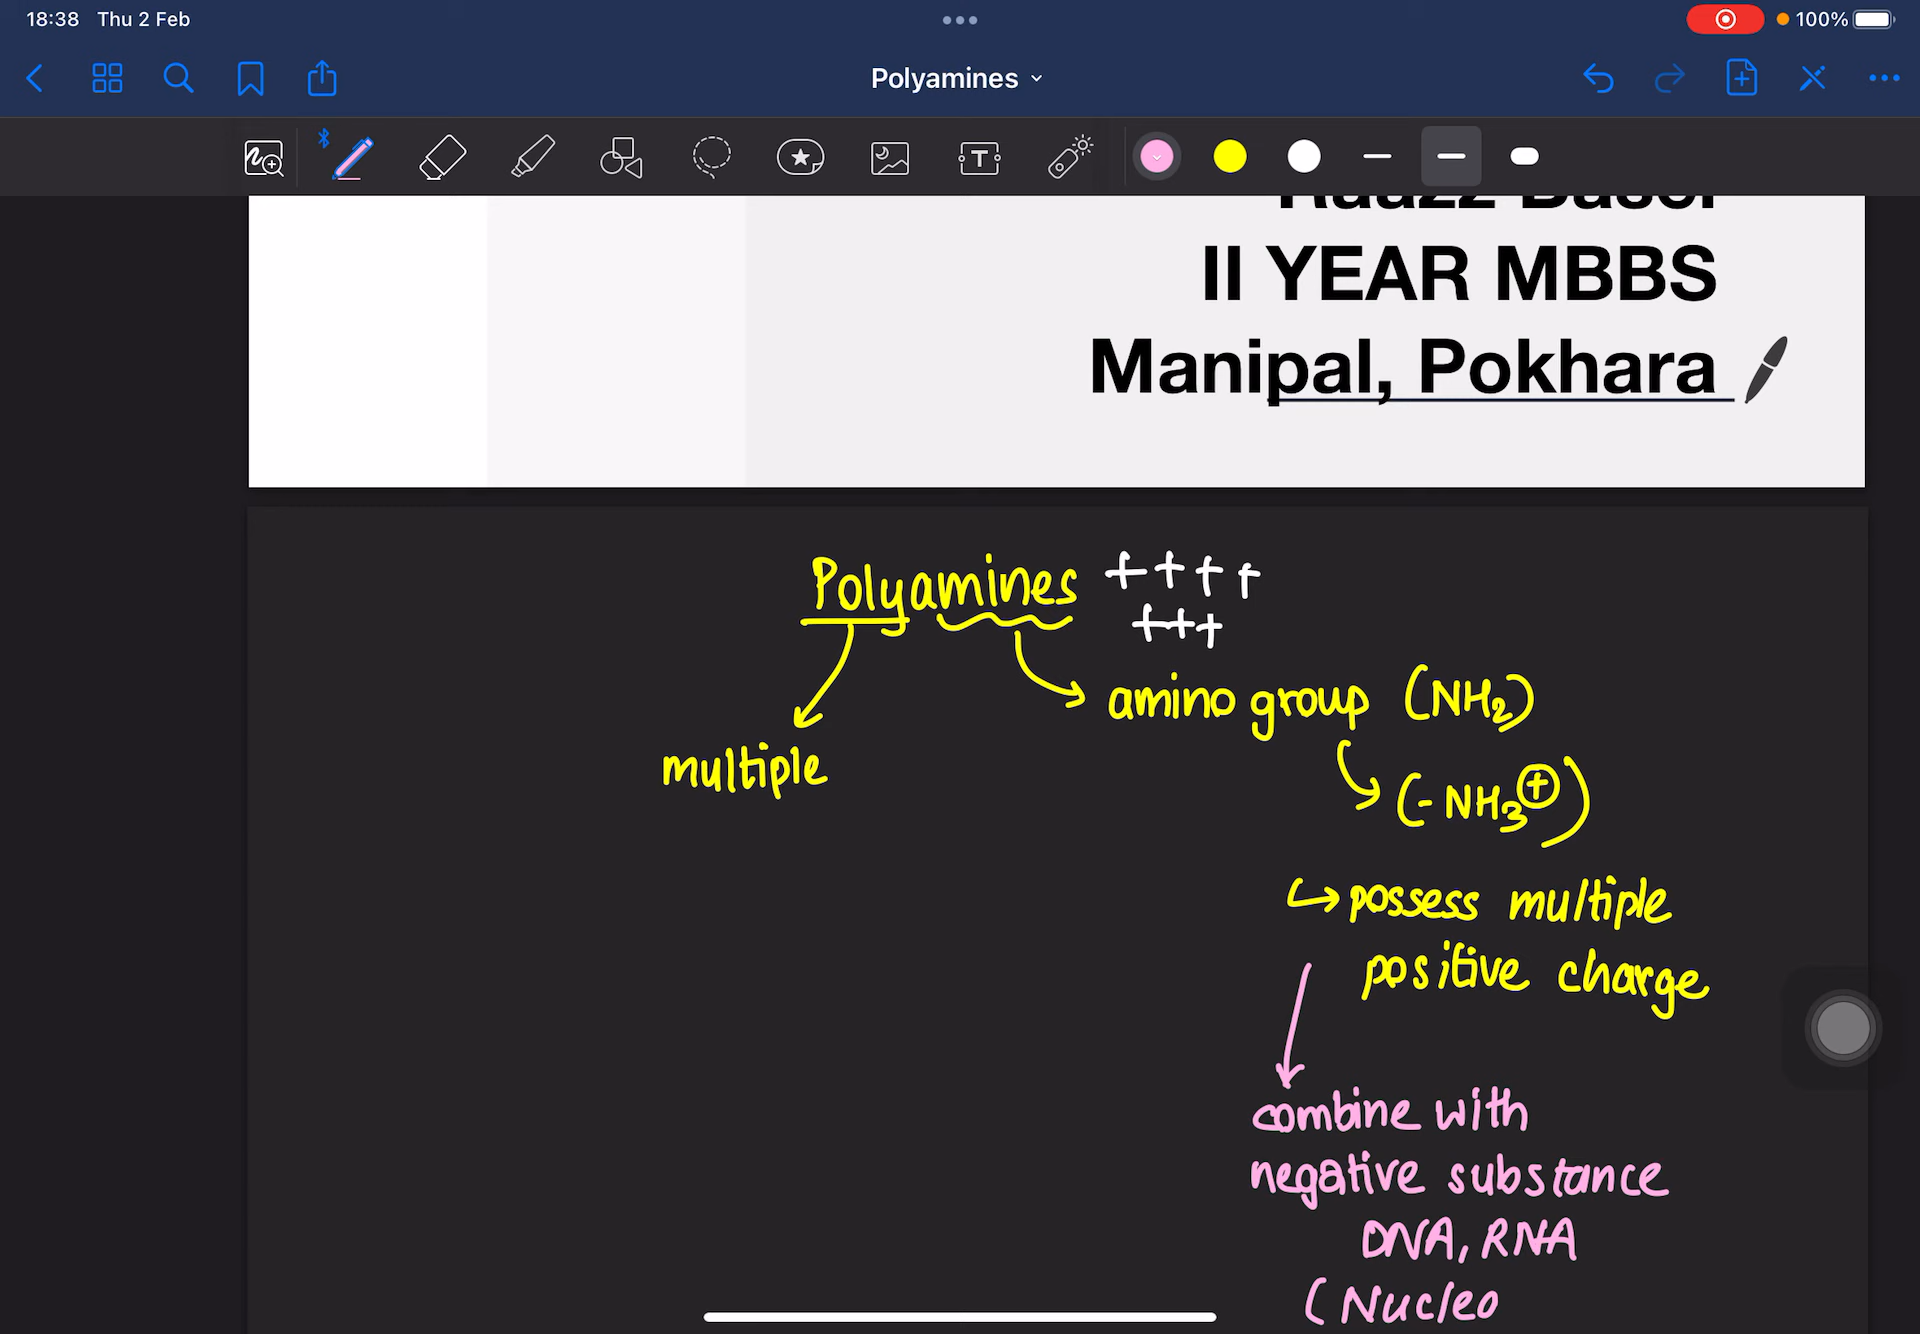 18:38 Thu 2 Feb
100%
Polyamines
T
II YEAR MBBS
Manipal, Pokhara
Polyamines ++++
+++
amino group (NH2)
multiple
(-NH3+)
possess multiple
positive charge
combine with
negative substance
DNA, RNA
(Nucleo